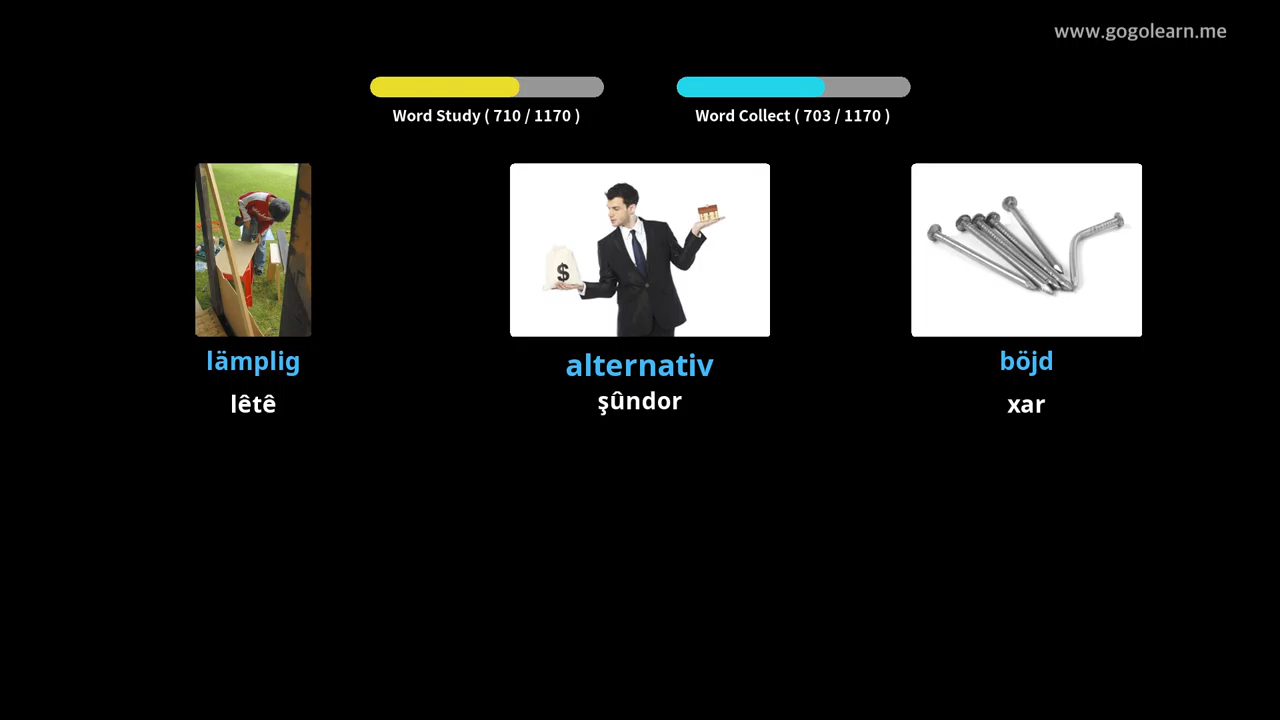 www.gogolearn.me
Word Study ( 710 / 1170 )
Word Collect ( 703 / 1170 )
$
lämplig
alternativ
böjd
lêtê
şûndor
xar